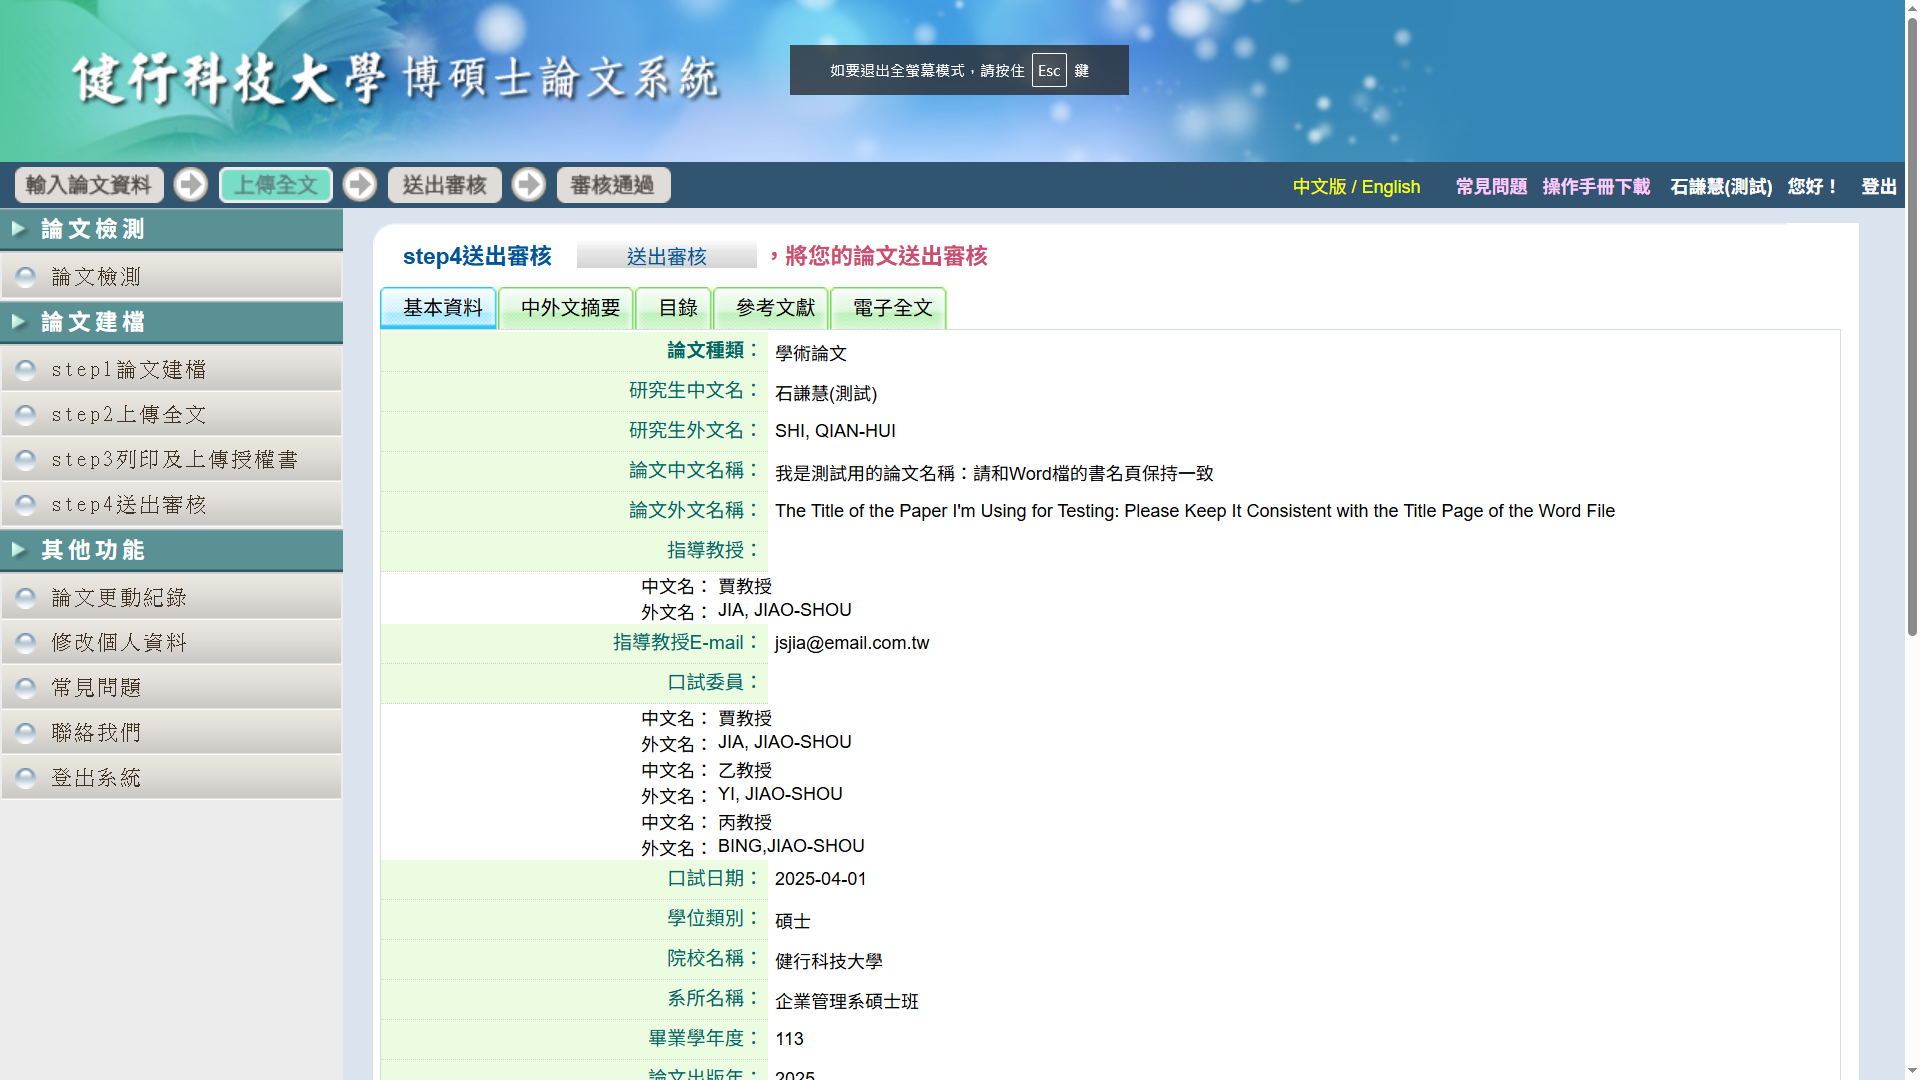 健行科技大學 博碩士論文系統
如要退出全螢幕模式，請按住 Esc 鍵
輸入論文資料 上傳全文 送出審核 審核通過
中文版 / English 常見問題 操作手冊下載 石謙慧(測試) 您好！ 登出
論文檢測
論文檢測
論文建檔
step1論文建檔
step2上傳全文
step3列印及上傳授權書
step4送出審核
其他功能
論文更動紀錄
修改個人資料
常見問題
聯絡我們
登出系統
step4送出審核 送出審核 ，將您的論文送出審核
基本資料 中外文摘要 目錄 參考文獻 電子全文
論文種類： 學術論文
研究生中文名： 石謙慧(測試)
研究生外文名： SHI, QIAN-HUI
論文中文名稱： 我是測試用的論文名稱：請和Word檔的書名頁保持一致
論文外文名稱： The Title of the Paper I'm Using for Testing: Please Keep It Consistent with the Title Page of the Word File
指導教授：
中文名： 賈教授
外文名： JIA, JIAO-SHOU
指導教授E-mail： jsjia@email.com.tw
口試委員：
中文名： 賈教授
外文名： JIA, JIAO-SHOU
中文名： 乙教授
外文名： YI, JIAO-SHOU
中文名： 丙教授
外文名： BING,JIAO-SHOU
口試日期： 2025-04-01
學位類別： 碩士
院校名稱： 健行科技大學
系所名稱： 企業管理系碩士班
畢業學年度： 113
論文出版年： 2025